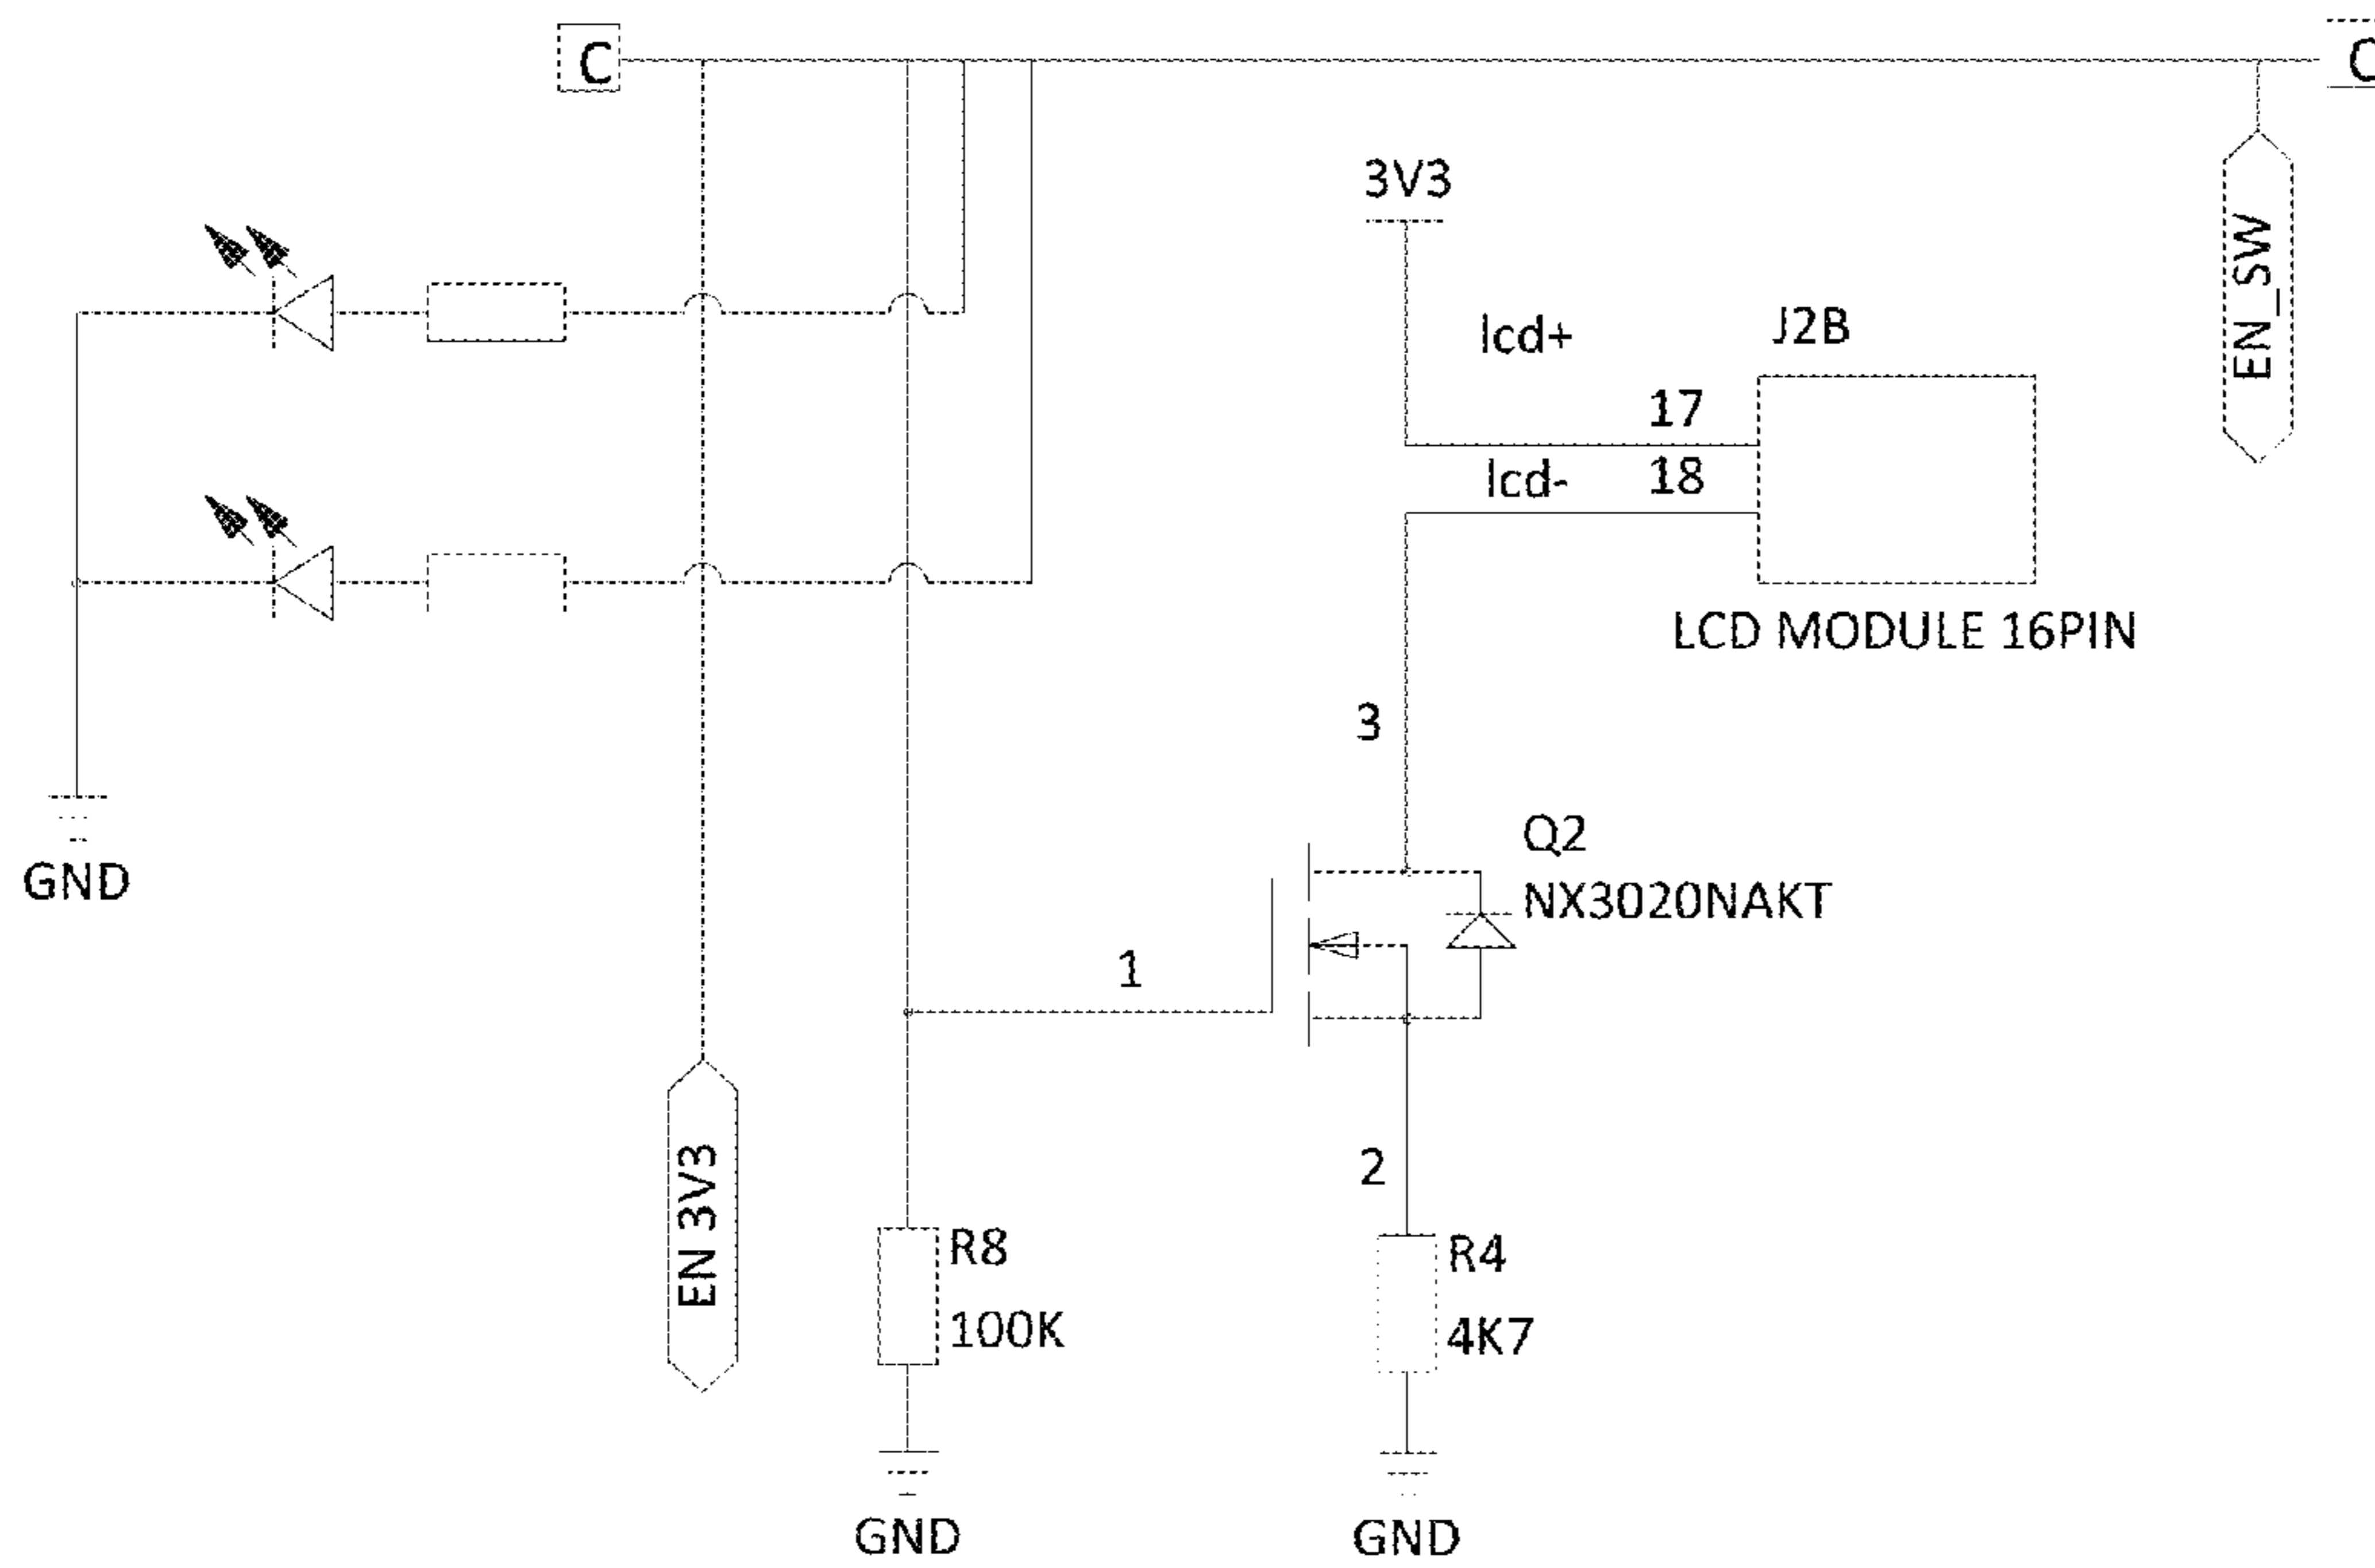 C
C
3V3
EN_SW
lcd+
J2B
17
lcd-
18
LCD MODULE 16PIN
3
Q2
NX3020NAKT
GND
1
EN 3V3
2
R8
100K
R4
4K7
GND
GND